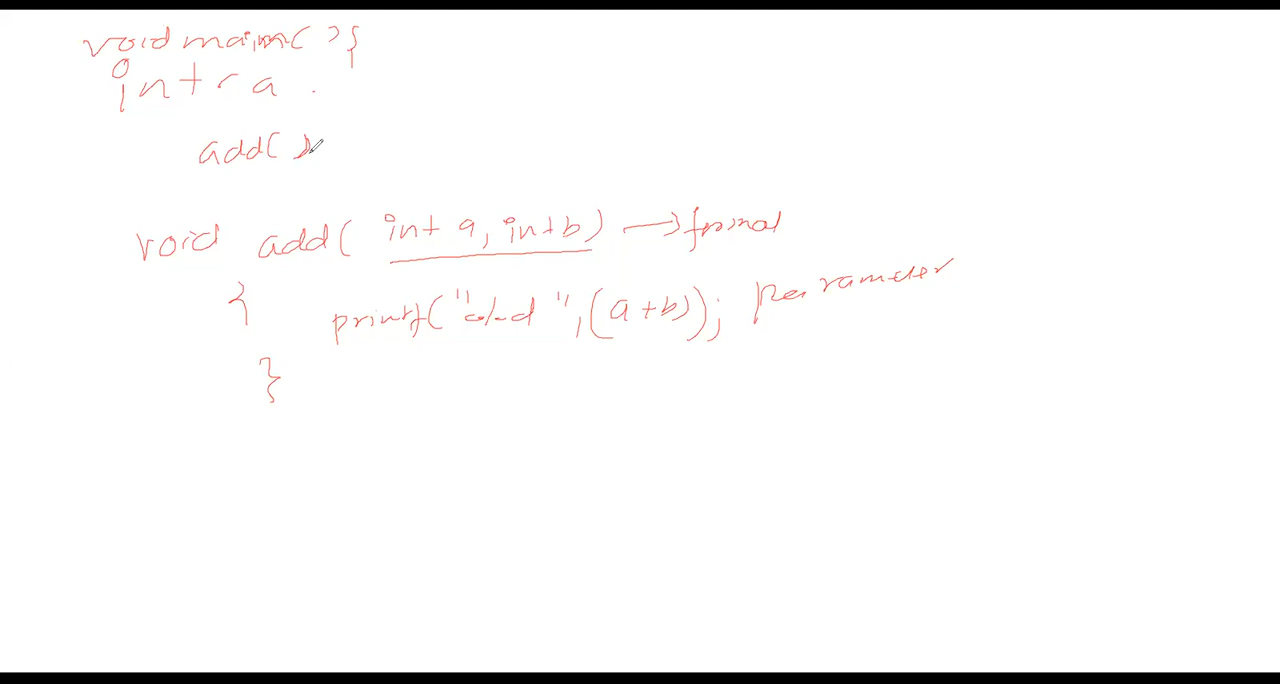 void main( ){
int r a .
add( )
void add( int a, int b) → formal
{ printf("%d ", (a+b)); parameter
}